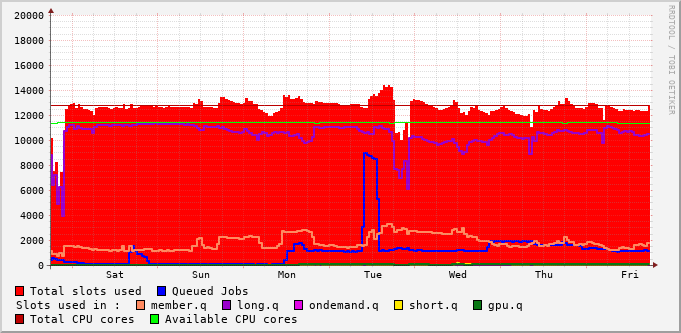 RRDTOOL / TOBI OETIKER
20000
18000
16000
14000
12000
10000
8000
6000
4000
2000
0
Sat Sun Mon Tue Wed Thu Fri
Total slots used Queued Jobs
Slots used in : member.q long.q ondemand.q short.q gpu.q
Total CPU cores Available CPU cores